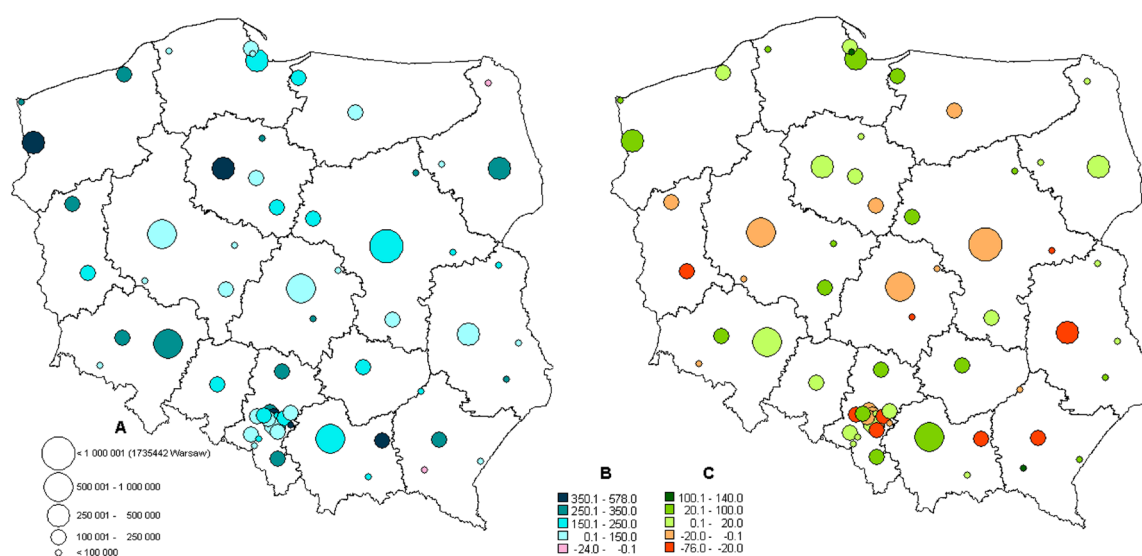 A
< 1 000 001 (1735442 Warsaw)
500 001 - 1 000 000
250 001 - 500 000
100 001 - 250 000
< 100 000
B
350.1 - 578.0
250.1 - 350.0
150.1 - 250.0
0.1 - 150.0
-24.0 - -0.1
C
100.1 - 140.0
20.1 - 100.0
0.1 - 20.0
-20.0 - -0.1
-76.0 - -20.0